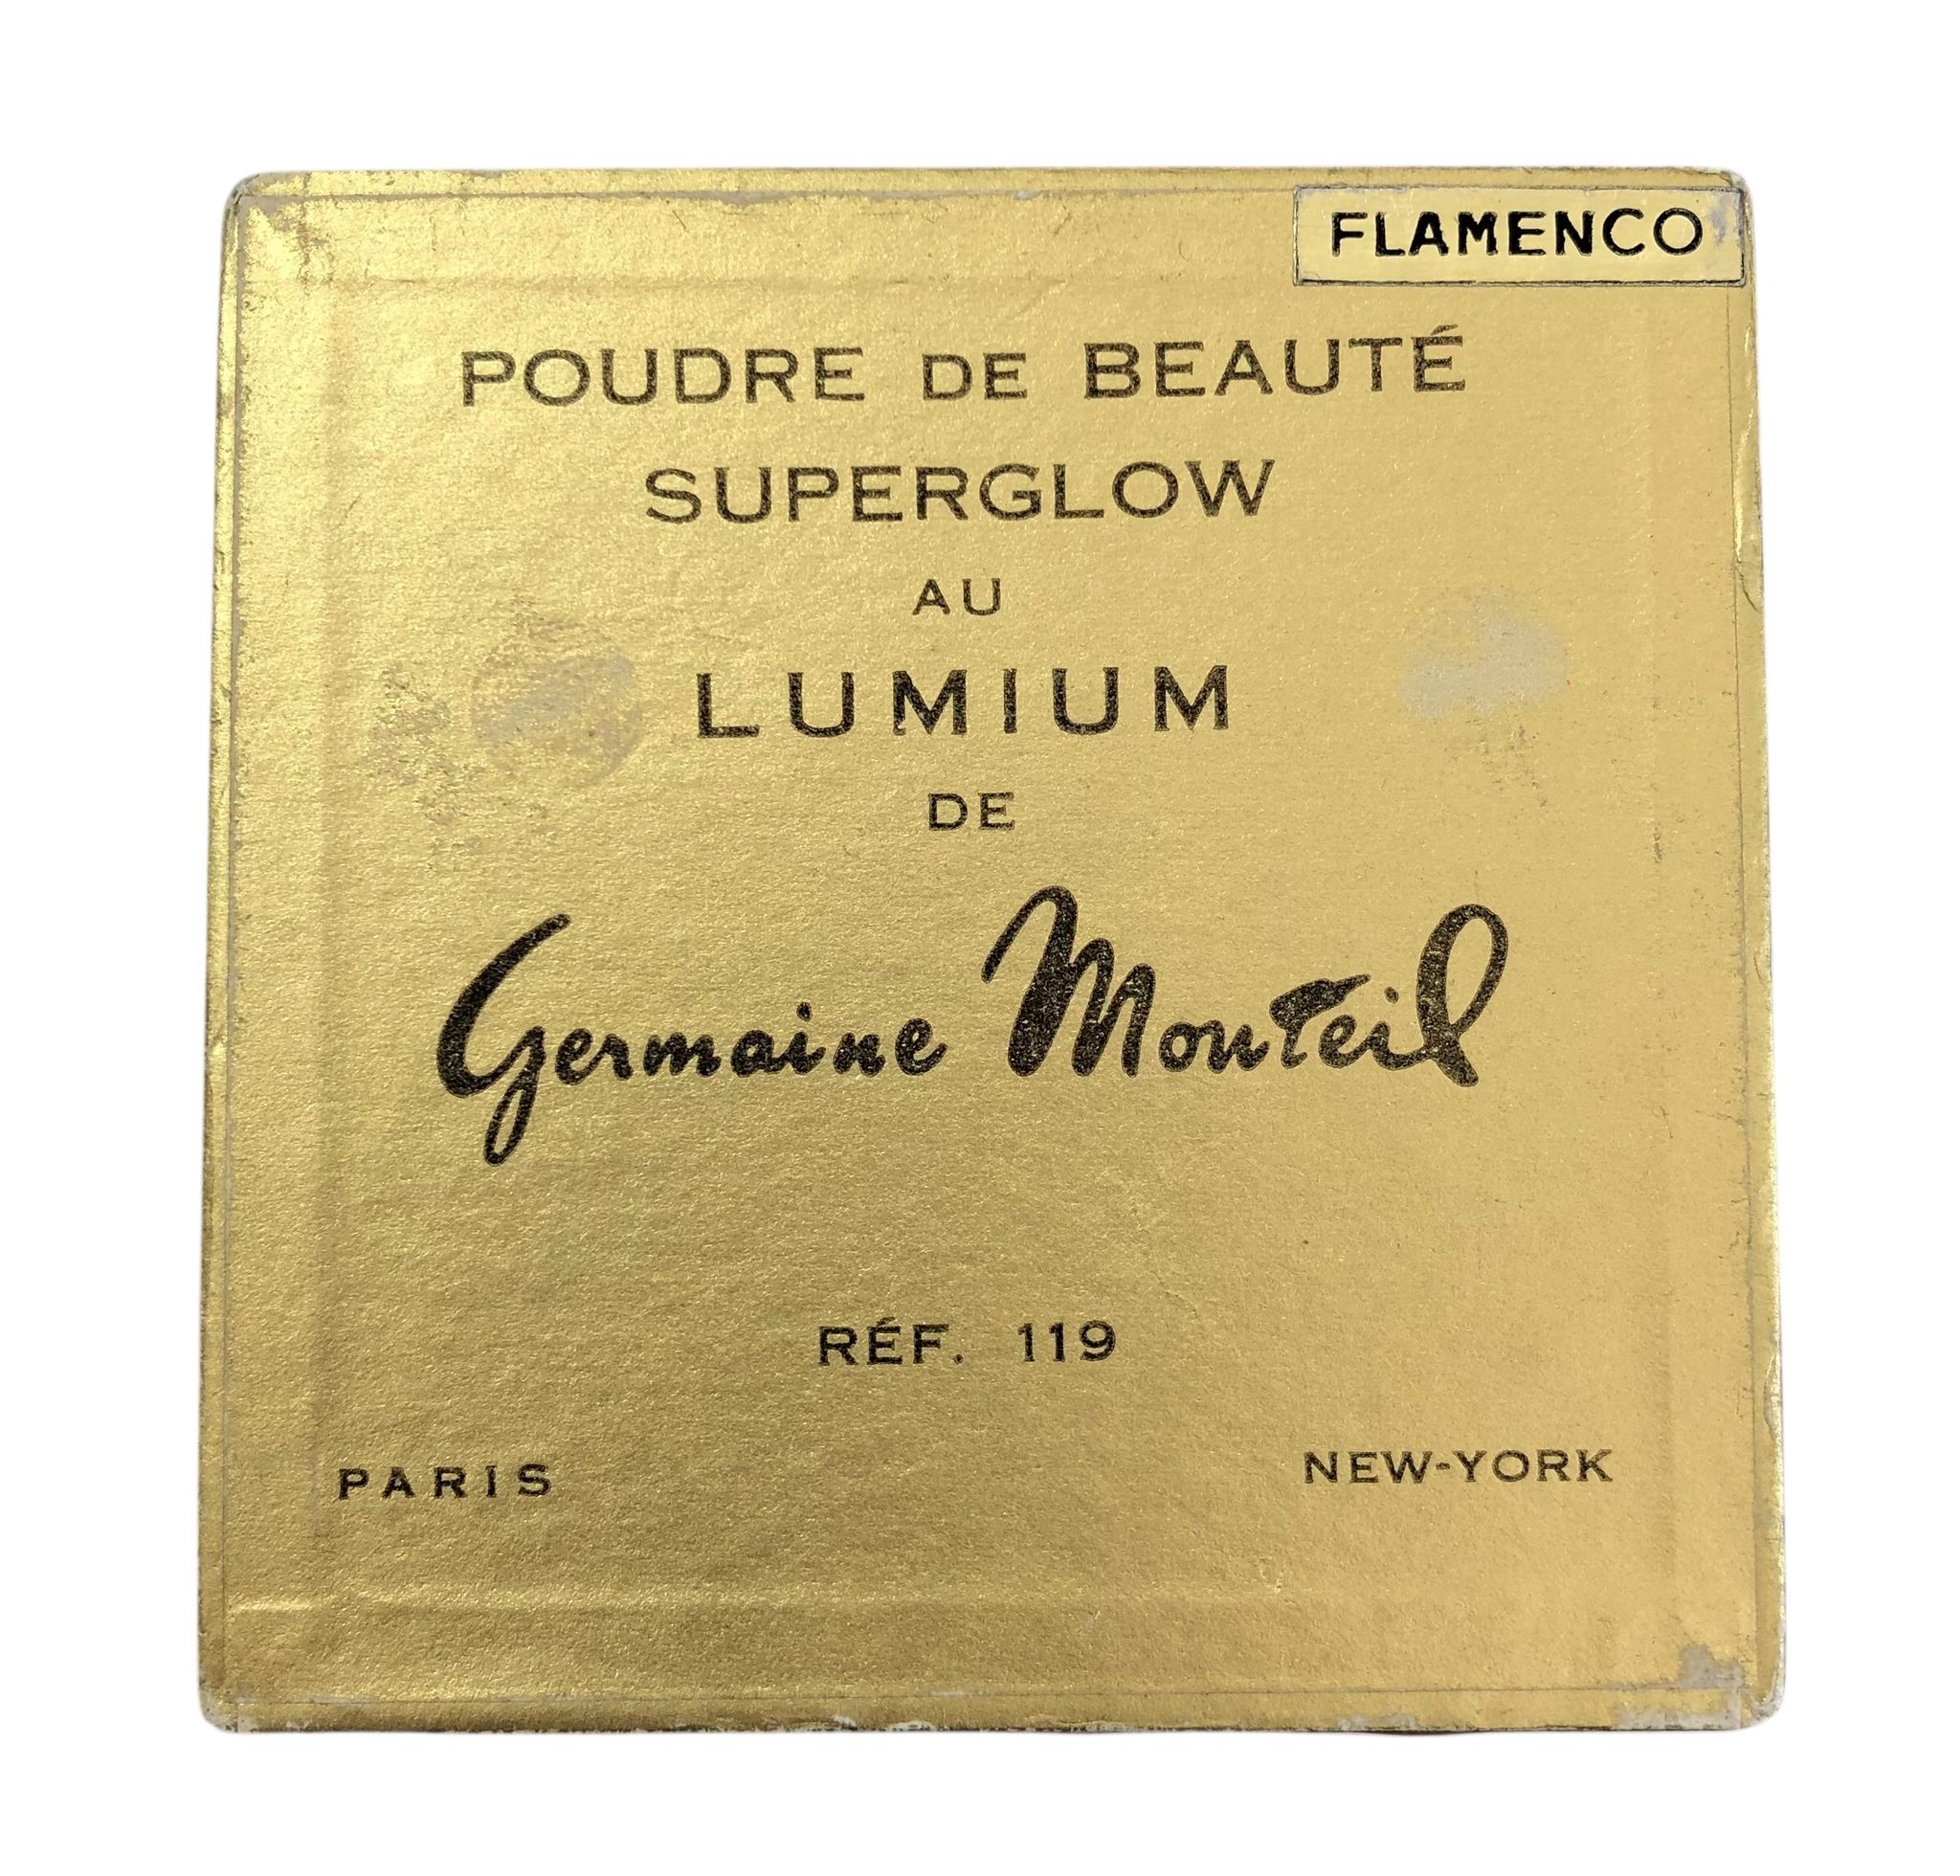 FLAMENCO
POUDRE DE BEAUTÉ
SUPERGLOW
AU
LUMIUM
DE
Germaine Monteil
RÉF. 119
PARIS NEW-YORK